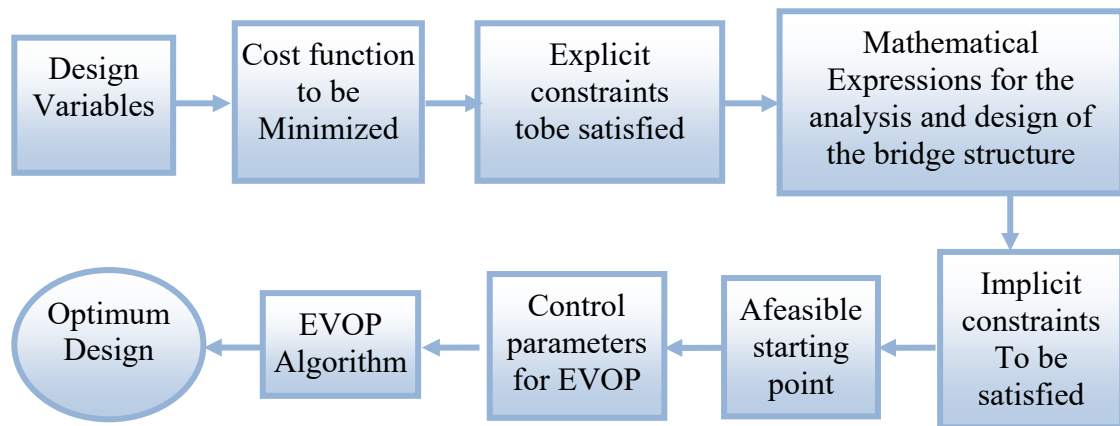 Design
Variables
Cost function
to be
Minimized
Explicit
constraints
tobe satisfied
Mathematical
Expressions for the
analysis and design of
the bridge structure
Implicit
constraints
To be
satisfied
Afeasible
starting
point
Control
parameters
for EVOP
EVOP
Algorithm
Optimum
Design